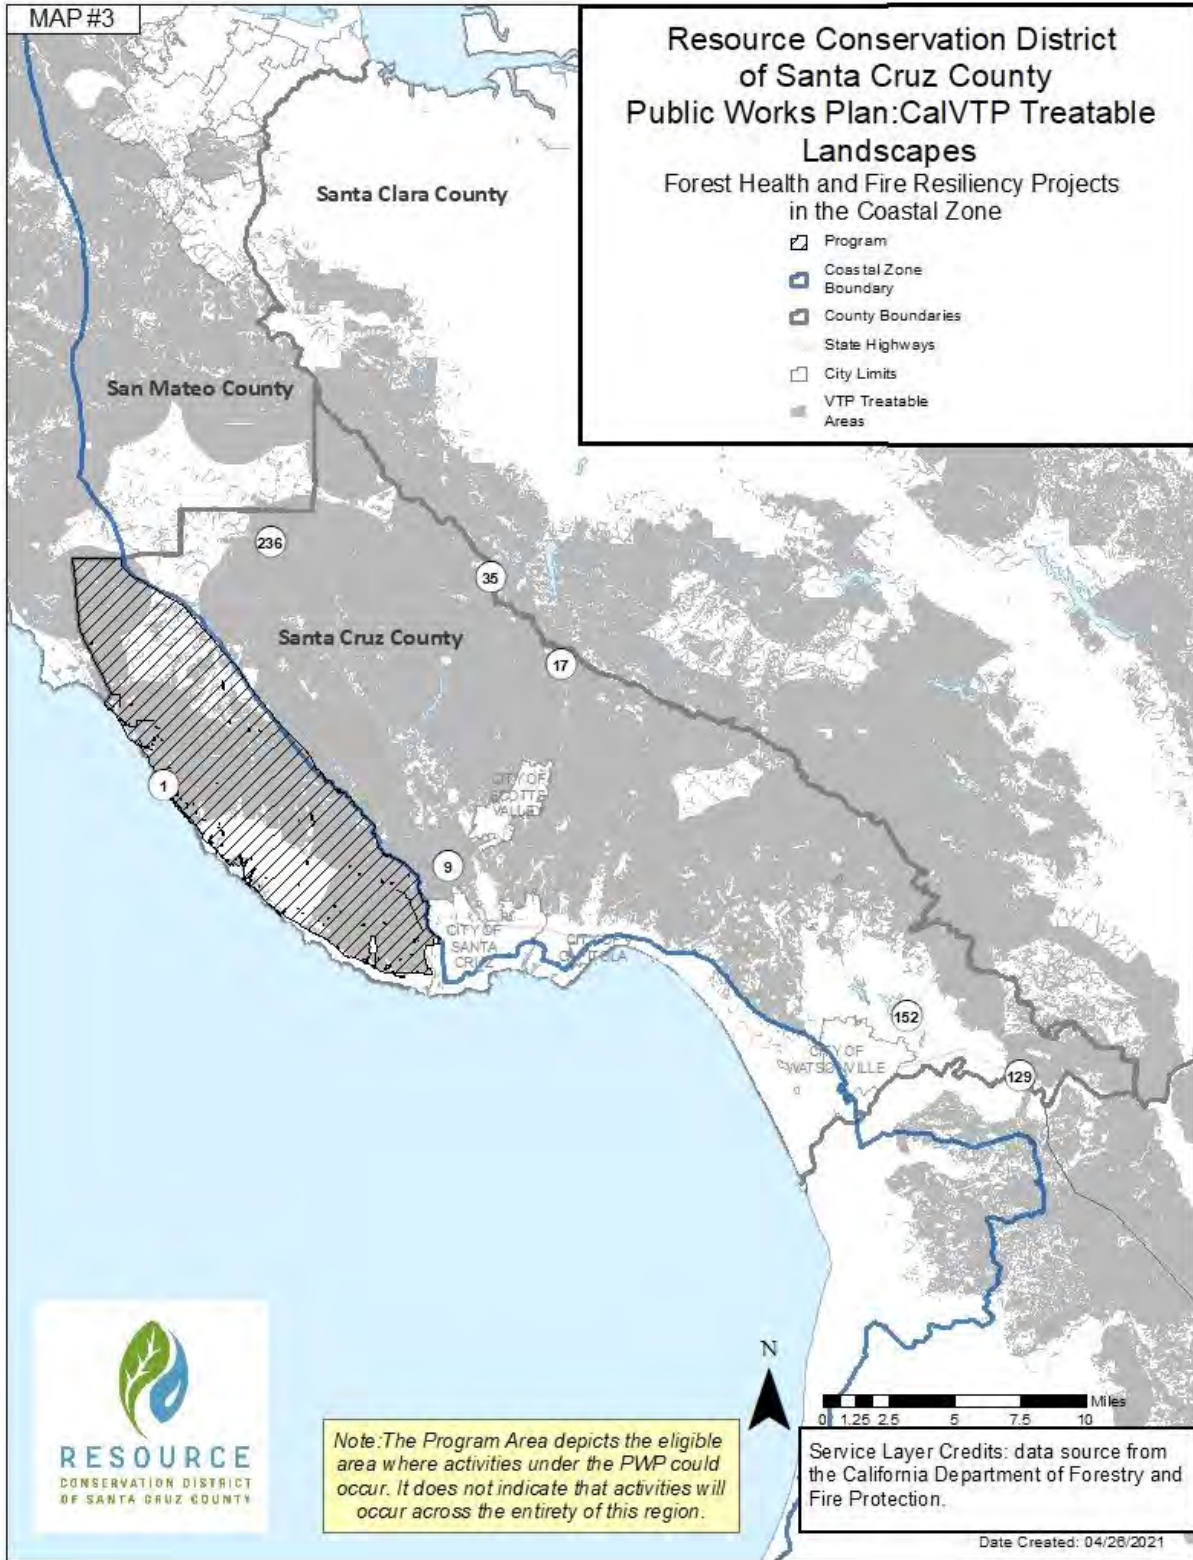 MAP #3
Resource Conservation District
of Santa Cruz County
Public Works Plan:CalVTP Treatable
Landscapes
Forest Health and Fire Resiliency Projects
in the Coastal Zone
Program
Coastal Zone
Boundary
County Boundaries
State Highways
City Limits
VTP Treatable
Areas
Santa Clara County
San Mateo County
236
35
Santa Cruz County
17
1
CITY OF
SCOTTS
VALLEY
9
CITY OF
SANTA
CRUZ
CITY OF
152
CITY OF
WATSONVILLE
129
N
Miles
0 1.25 2.5 5 7.5 10
RESOURCE
CONSERVATION DISTRICT
OF SANTA CRUZ COUNTY
Note:The Program Area depicts the eligible
area where activities under the PWP could
occur. It does not indicate that activities will
occur across the entirety of this region.
Service Layer Credits: data source from
the California Department of Forestry and
Fire Protection.
Date Created: 04/26/2021